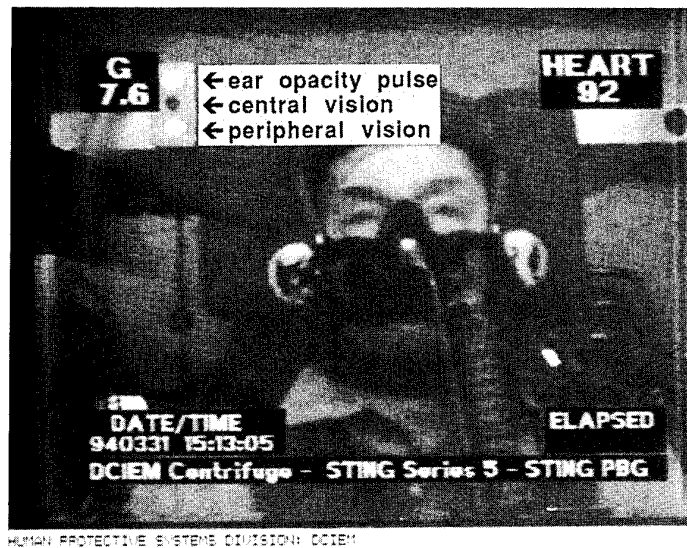 G
7.6
←ear opacity pulse
←central vision
←peripheral vision
HEART
92
DATE/TIME
940331 15:13:05
ELAPSED
DCIEM Centrifuge - STING Series 5 - STING PBG
HUMAN PROTECTIVE SYSTEMS DIVISION: DCIEM